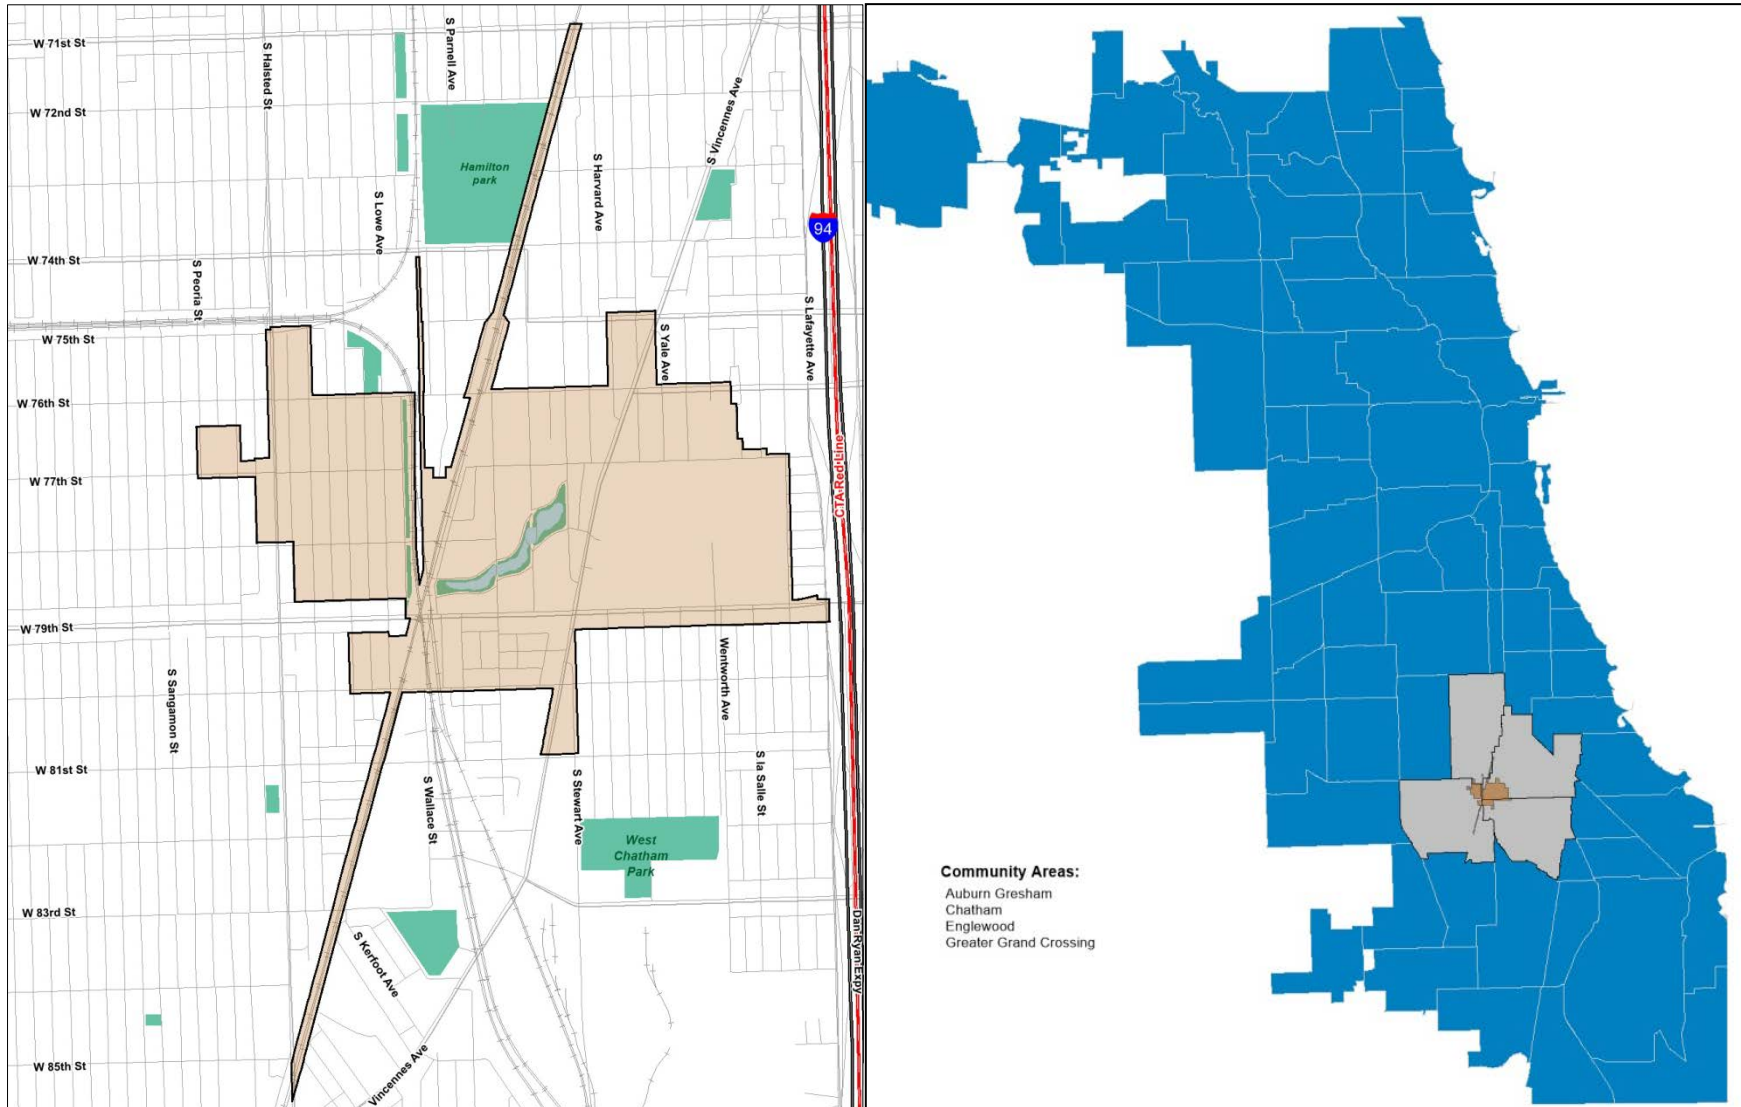 W 71st St
S Halsted St
S Parnell Ave
W 72nd St
S Vincennes Ave
Hamilton
park
S Harvard Ave
S Lowe Ave
94
W 74th St
S Peoria St
S Lafayette Ave
S Yale Ave
W 75th St
W 76th St
CTA Red Line
W 77th St
W 79th St
S Sangamon St
Wentworth Ave
W 81st St
S Wallace St
S Stewart Ave
S la Salle St
West
Chatham
Park
W 83rd St
S Kerfoot Ave
Dan Ryan Expy
Vincennes Ave
W 85th St
Community Areas:
Auburn Gresham
Chatham
Englewood
Greater Grand Crossing